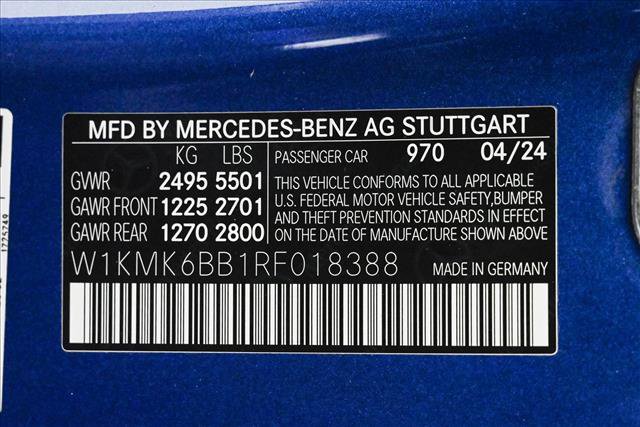 MFD BY MERCEDES-BENZ AG STUTTGART
KG LBS PASSENGER CAR 970 04/24
GVWR 2495 5501
GAWR FRONT 1225 2701
GAWR REAR 1270 2800
THIS VEHICLE CONFORMS TO ALL APPLICABLE
U.S. FEDERAL MOTOR VEHICLE SAFETY,BUMPER
AND THEFT PREVENTION STANDARDS IN EFFECT
ON THE DATE OF MANUFACTURE SHOWN ABOVE.
W1KMK6BB1RF018388 MADE IN GERMANY
1725749